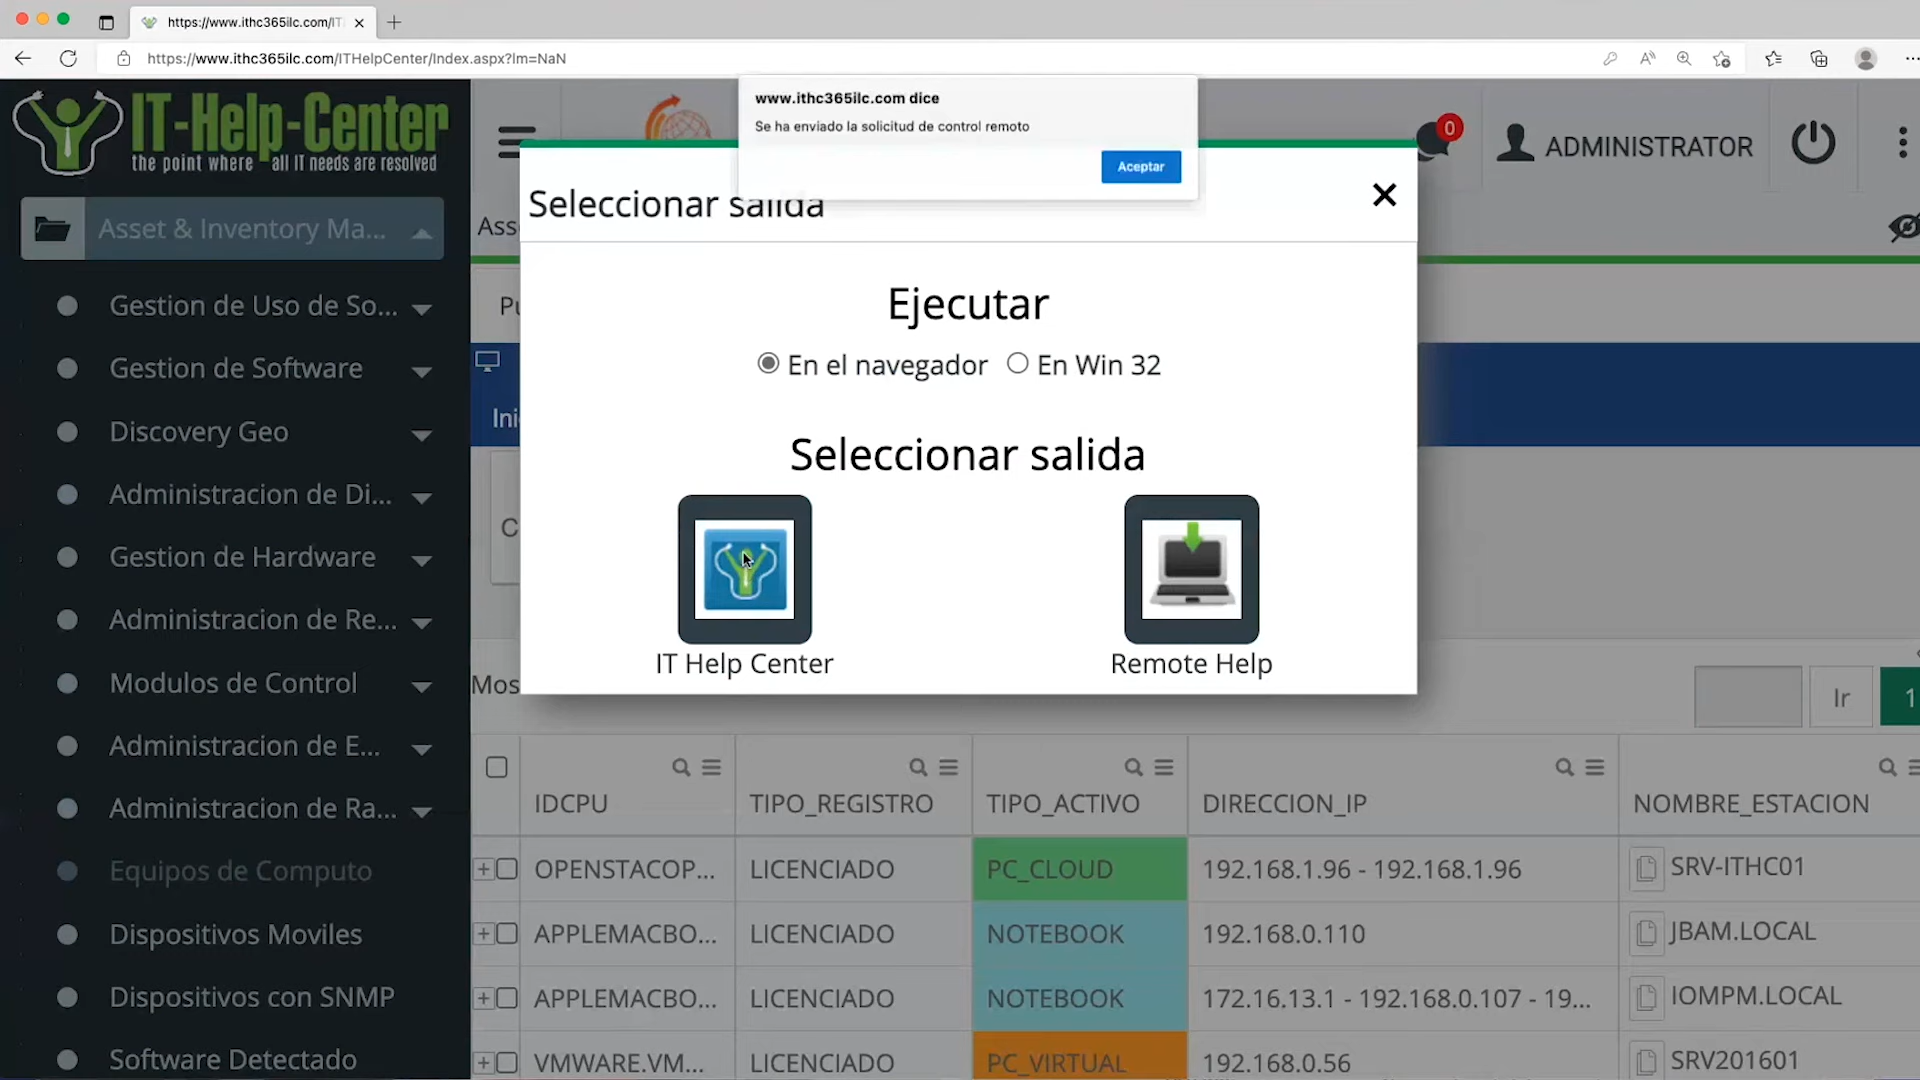 https://www.ithc365ilc.com/IT
https://www.ithc365ilc.com/ITHelpCenter/Index.aspx?lm=NaN
www.ithc365ilc.com dice
Se ha enviado la solicitud de control remoto
Aceptar
IT-Help-Center
the point where all IT needs are resolved
0
ADMINISTRATOR
Seleccionar salida
Asset & Inventory Ma...
Ass
Gestion de Uso de So...
Gestion de Software
Discovery Geo
Administracion de Di...
Gestion de Hardware
Administracion de Re...
Modulos de Control
Administracion de E...
Administracion de Ra...
Equipos de Computo
Dispositivos Moviles
Dispositivos con SNMP
Software Detectado
Ejecutar
En el navegador
En Win 32
Seleccionar salida
IT Help Center
Remote Help
Pu
Ini
C
Mos
Ir
1
IDCPU
TIPO_REGISTRO
TIPO_ACTIVO
DIRECCION_IP
NOMBRE_ESTACION
OPENSTACOP... LICENCIADO PC_CLOUD 192.168.1.96 - 192.168.1.96 SRV-ITHC01
APPLEMACBO... LICENCIADO NOTEBOOK 192.168.0.110 JBAM.LOCAL
APPLEMACBO... LICENCIADO NOTEBOOK 172.16.13.1 - 192.168.0.107 - 19... IOMPM.LOCAL
VMWARE.VM... LICENCIADO PC_VIRTUAL 192.168.0.56 SRV201601